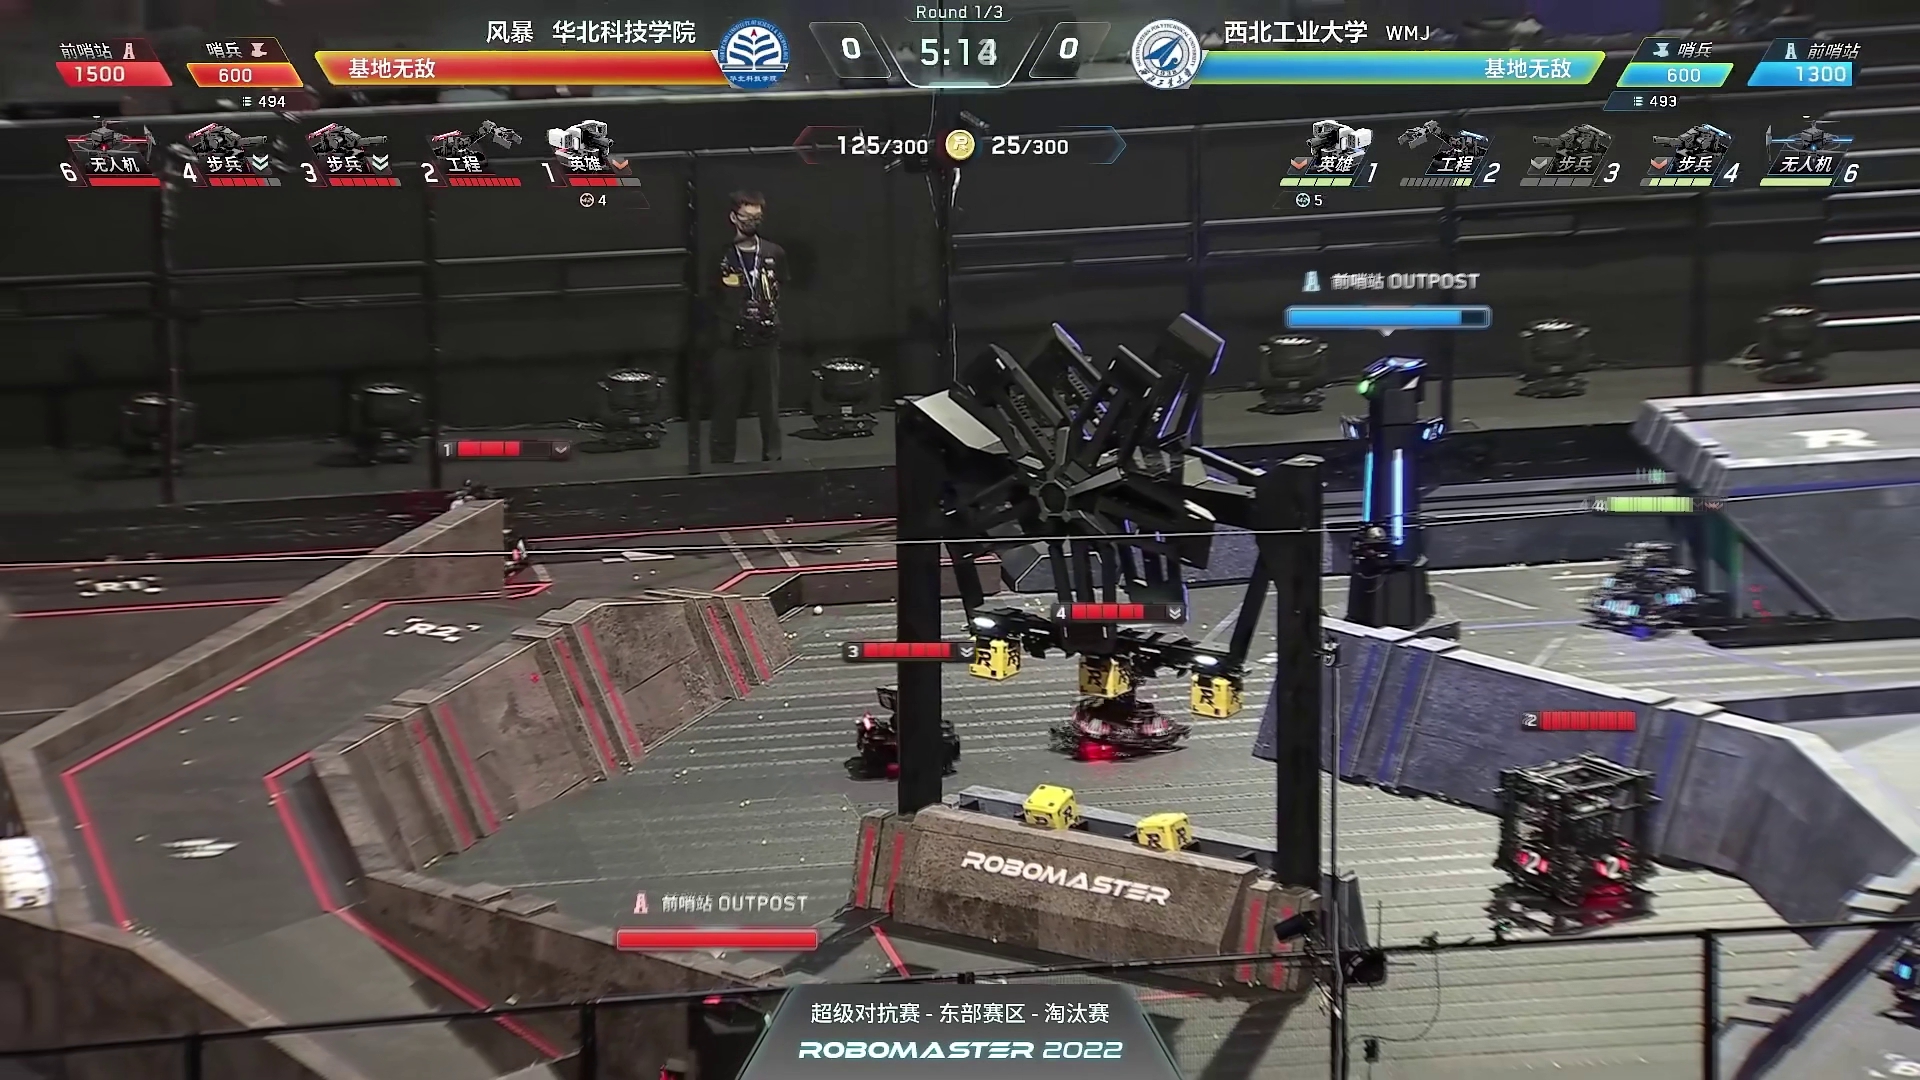 Round 1/3
风暴 华北科技学院
0
0
西北工业大学 WMJ
前哨站
1500
哨兵
600
494
基地无敌
基地无敌
哨兵
600
493
前哨站
1300
6 无人机
4 步兵
3 步兵
2 工程
1 英雄
4
125/300
25/300
英雄 1
5
工程 2
步兵 3
步兵 4
无人机 6
前哨站 OUTPOST
1
R
R2
4
3
R
R
R
R
2
R
R
2 2
ROBOMASTER
前哨站 OUTPOST
超级对抗赛 - 东部赛区 - 淘汰赛
ROBOMASTER 2022